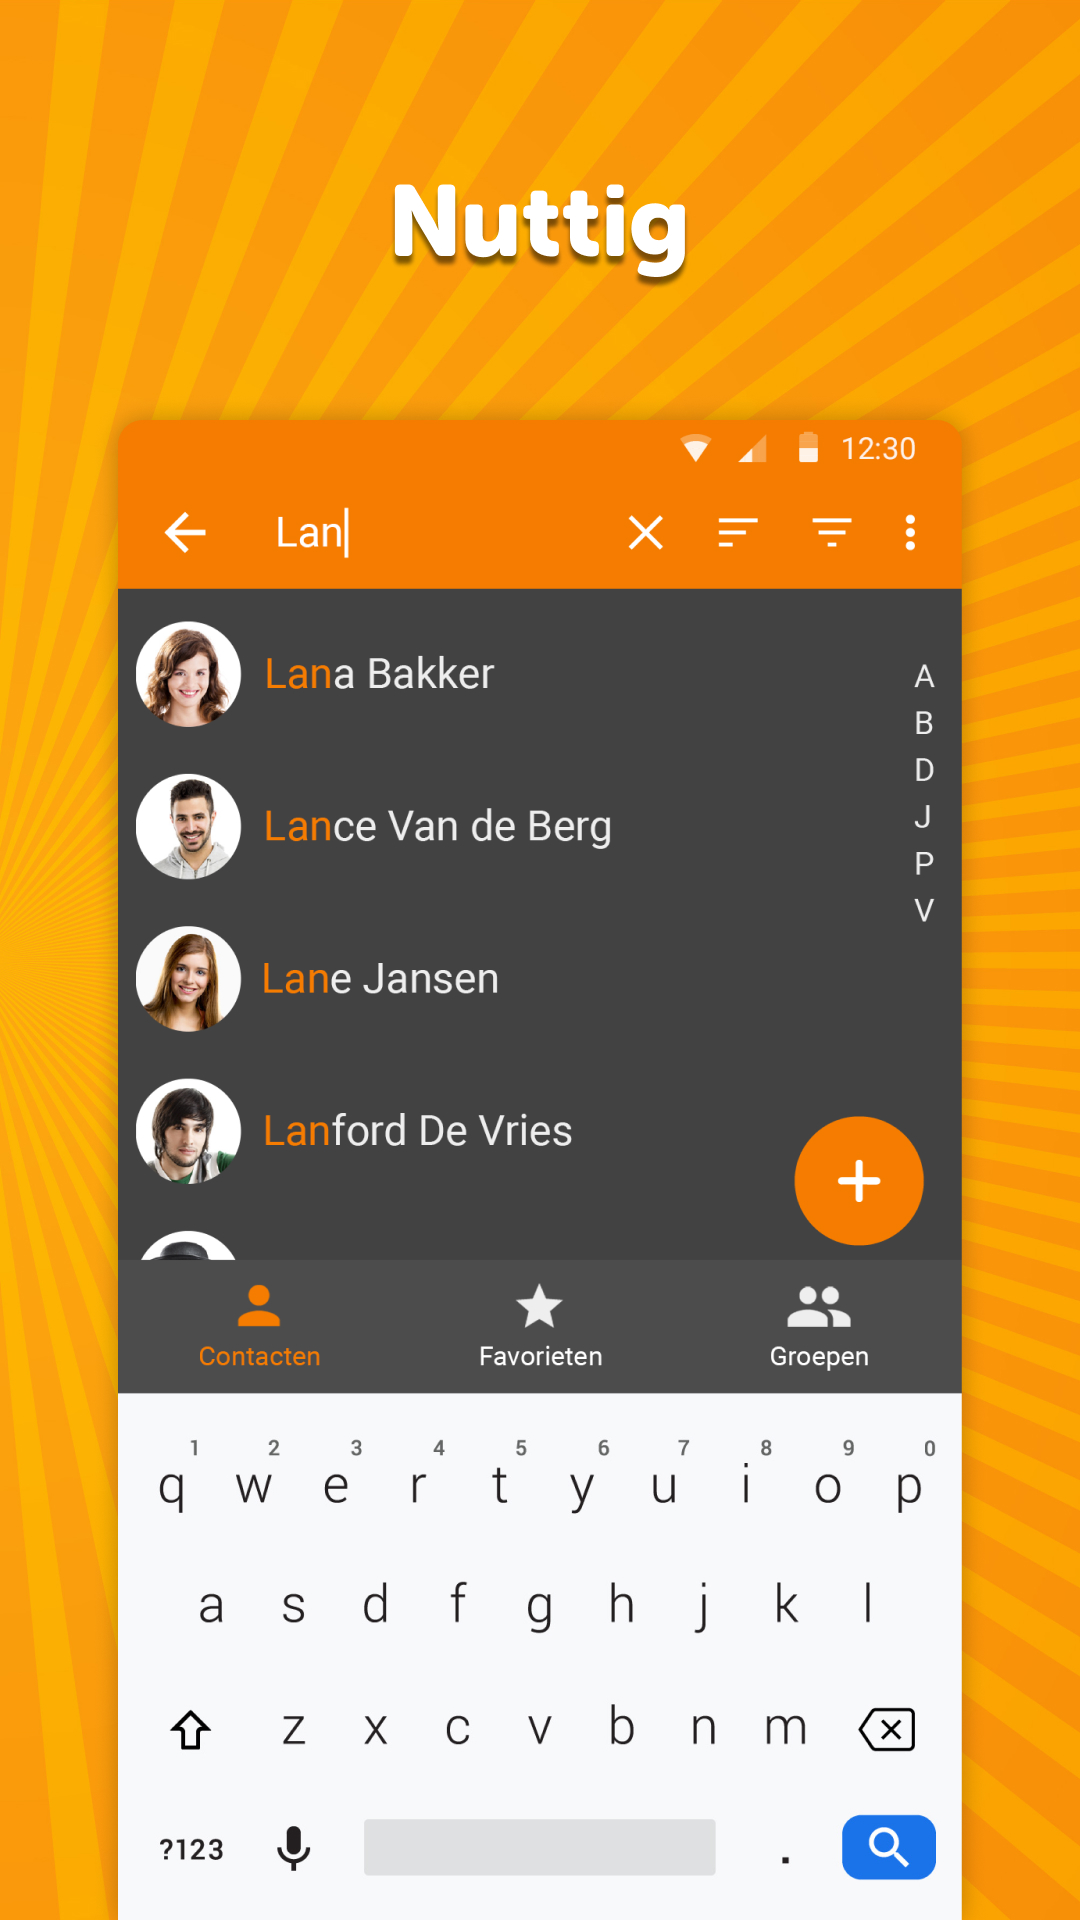 Nuttig
12:30
Lan
Lana Bakker
Lance Van de Berg
Lane Jansen
Lanford De Vries
A
B
D
J
P
V
Contacten Favorieten Groepen
1 2 3 4 5 6 7 8 9 0
q w e r t y u i o p
a s d f g h j k l
z x c v b n m
?123 .